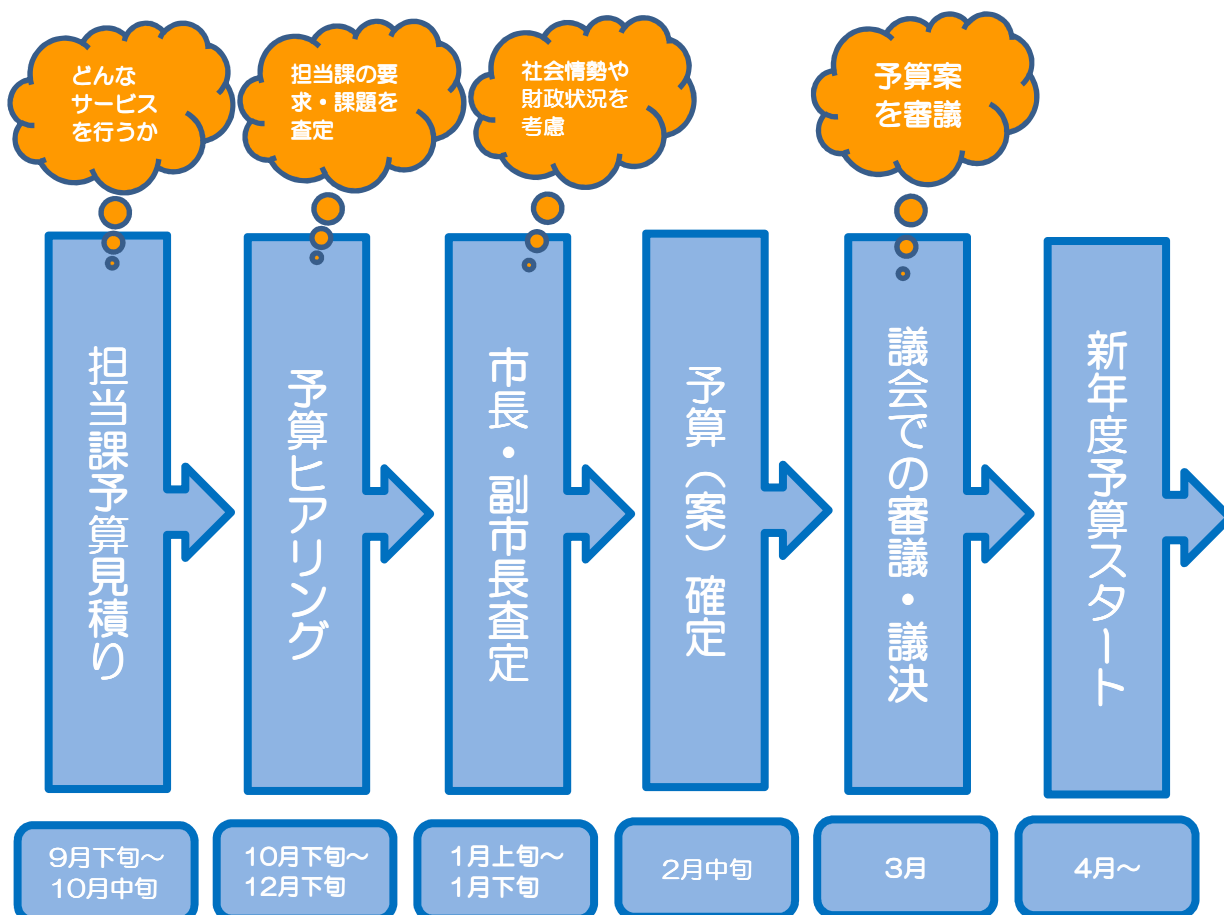 どんな
サービス
を行うか
担当課の要
求・課題を
査定
社会情勢や
財政状況を
考慮
予算案
を審議
担当課予算見積り
予算ヒアリング
市長・副市長査定
予算（案）確定
議会での審議・議決
新年度予算スタート
9月下旬～
10月中旬
10月下旬～
12月下旬
1月上旬～
1月下旬
2月中旬
3月
4月～